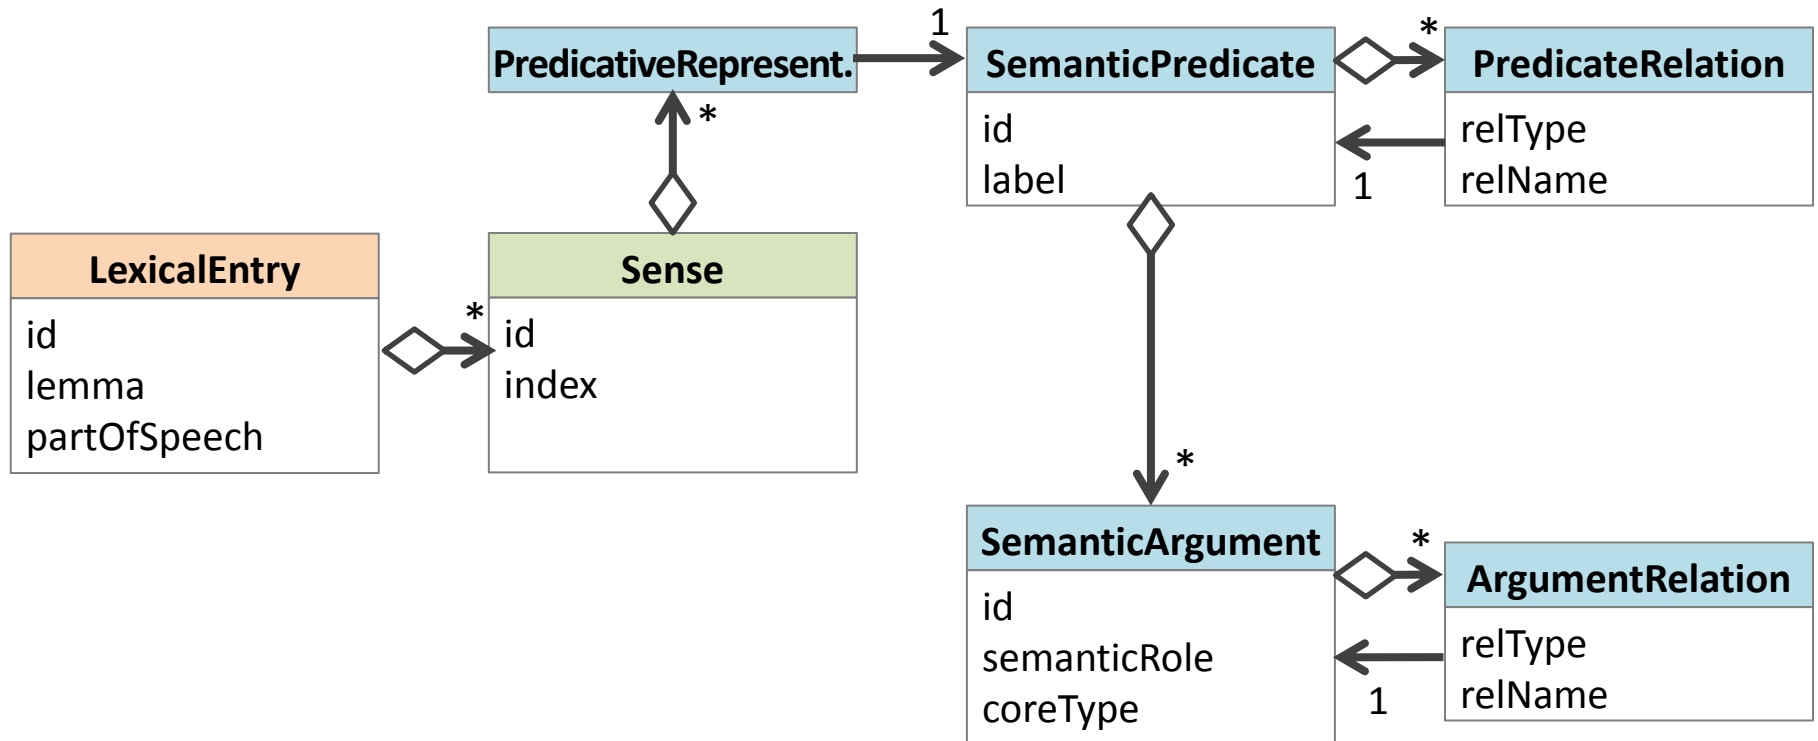 PredicativeRepresent.
1
SemanticPredicate
id
label
*
PredicateRelation
relType
relName
1
*
LexicalEntry
id
lemma
partOfSpeech
*
Sense
id
index
*
SemanticArgument
id
semanticRole
coreType
*
ArgumentRelation
relType
relName
1